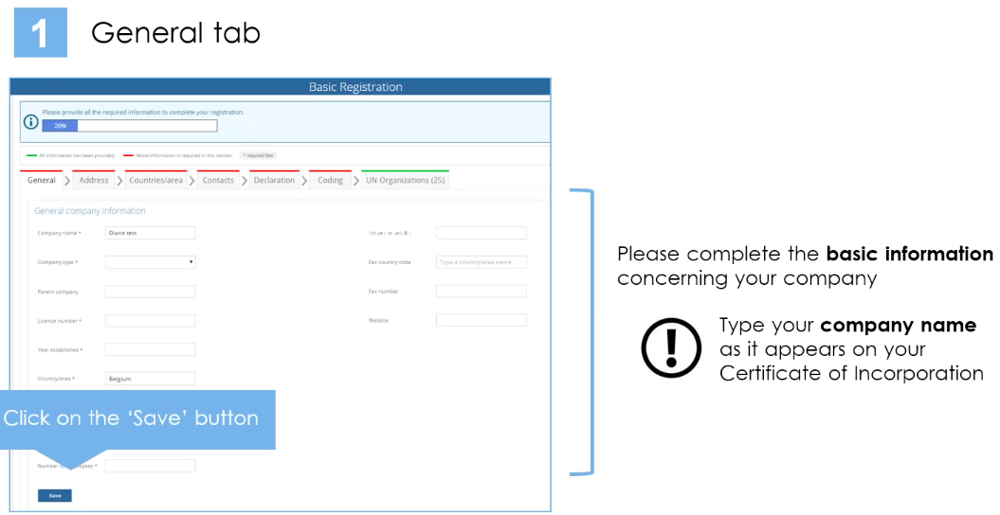 1 General tab
Basic Registration
Please provide all the required information to complete your registration.
20%
All information has been provided. More information is required in this section. * required field
General Address Countries/area Contacts Declaration Coding UN Organizations (25)
General company information
Company name * Diane test
Company type * Fax country code Type a country/area name
Parent company Fax number
License number * Website
Year established *
Country/area * Belgium
Click on the ‘Save’ button
Number
Save
Please complete the basic information
concerning your company
Type your company name
as it appears on your
Certificate of Incorporation